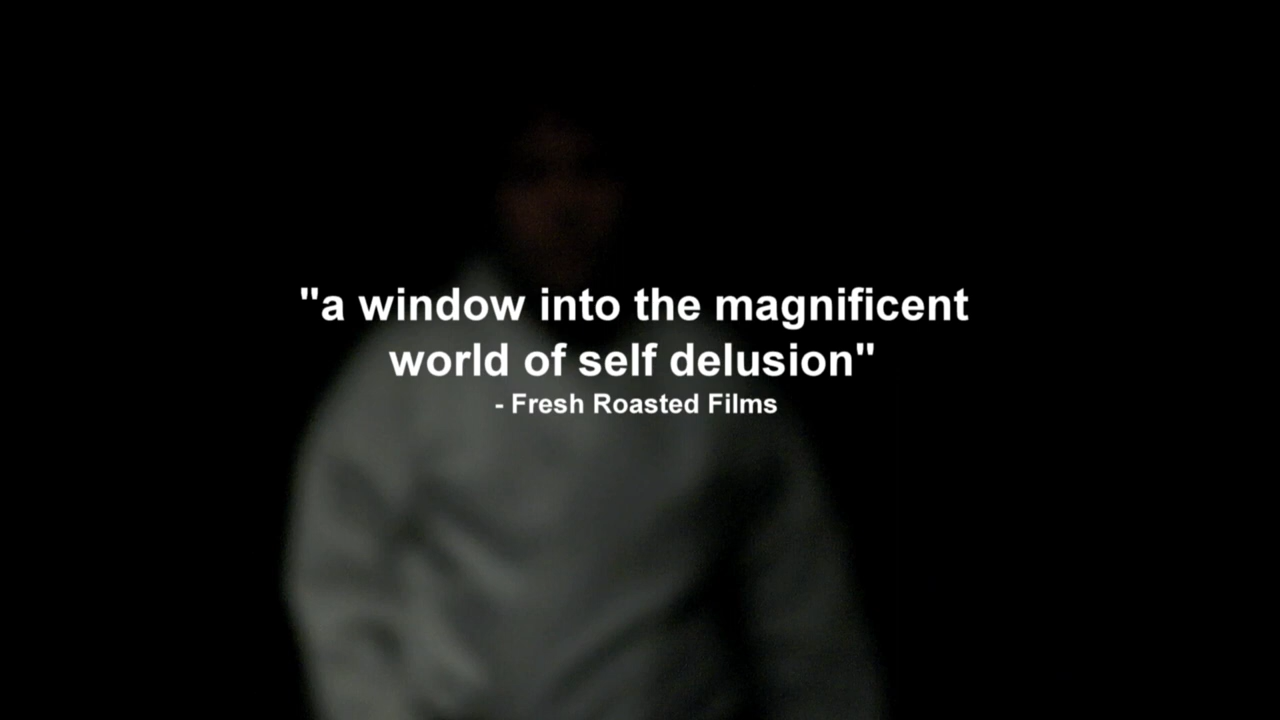 "a window into the magnificent
world of self delusion"
- Fresh Roasted Films